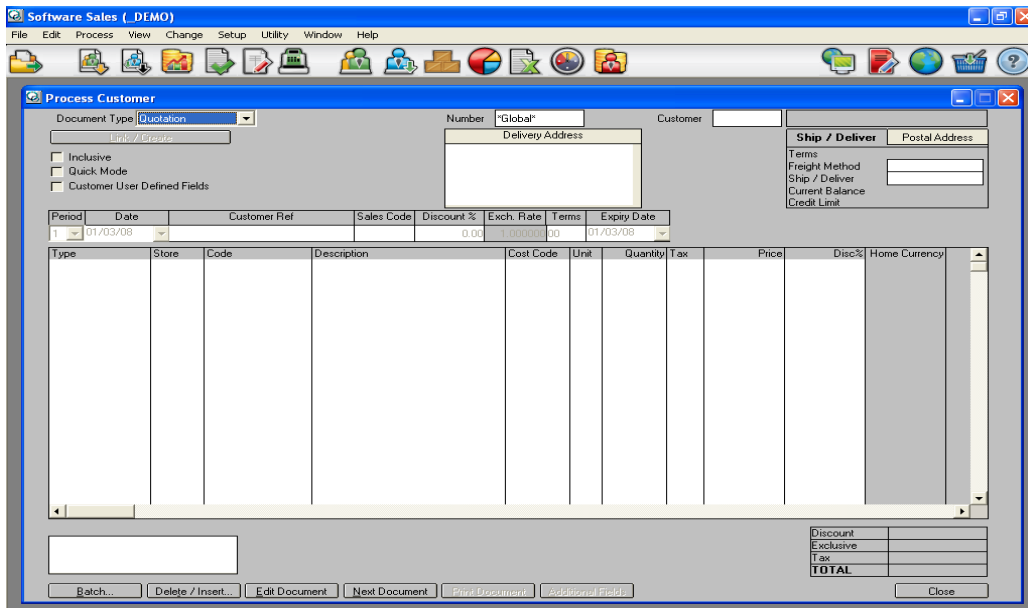 Software Sales (_DEMO)
File Edit Process View Change Setup Utility Window Help
Process Customer
Document Type Quotation Number *Global* Customer
Link / Create Delivery Address Ship / Deliver Postal Address
Inclusive Terms
Quick Mode Freight Method
Customer User Defined Fields Ship / Deliver
Current Balance
Credit Limit
Period Date Customer Ref Sales Code Discount % Exch. Rate Terms Expiry Date
1 01/03/08 0.00 1.000000 00 01/03/08
Type Store Code Description Cost Code Unit Quantity Tax Price Disc% Home Currency
Discount
Exclusive
Tax
TOTAL
Batch... Delete / Insert... Edit Document Next Document Print Document Additional Fields Close